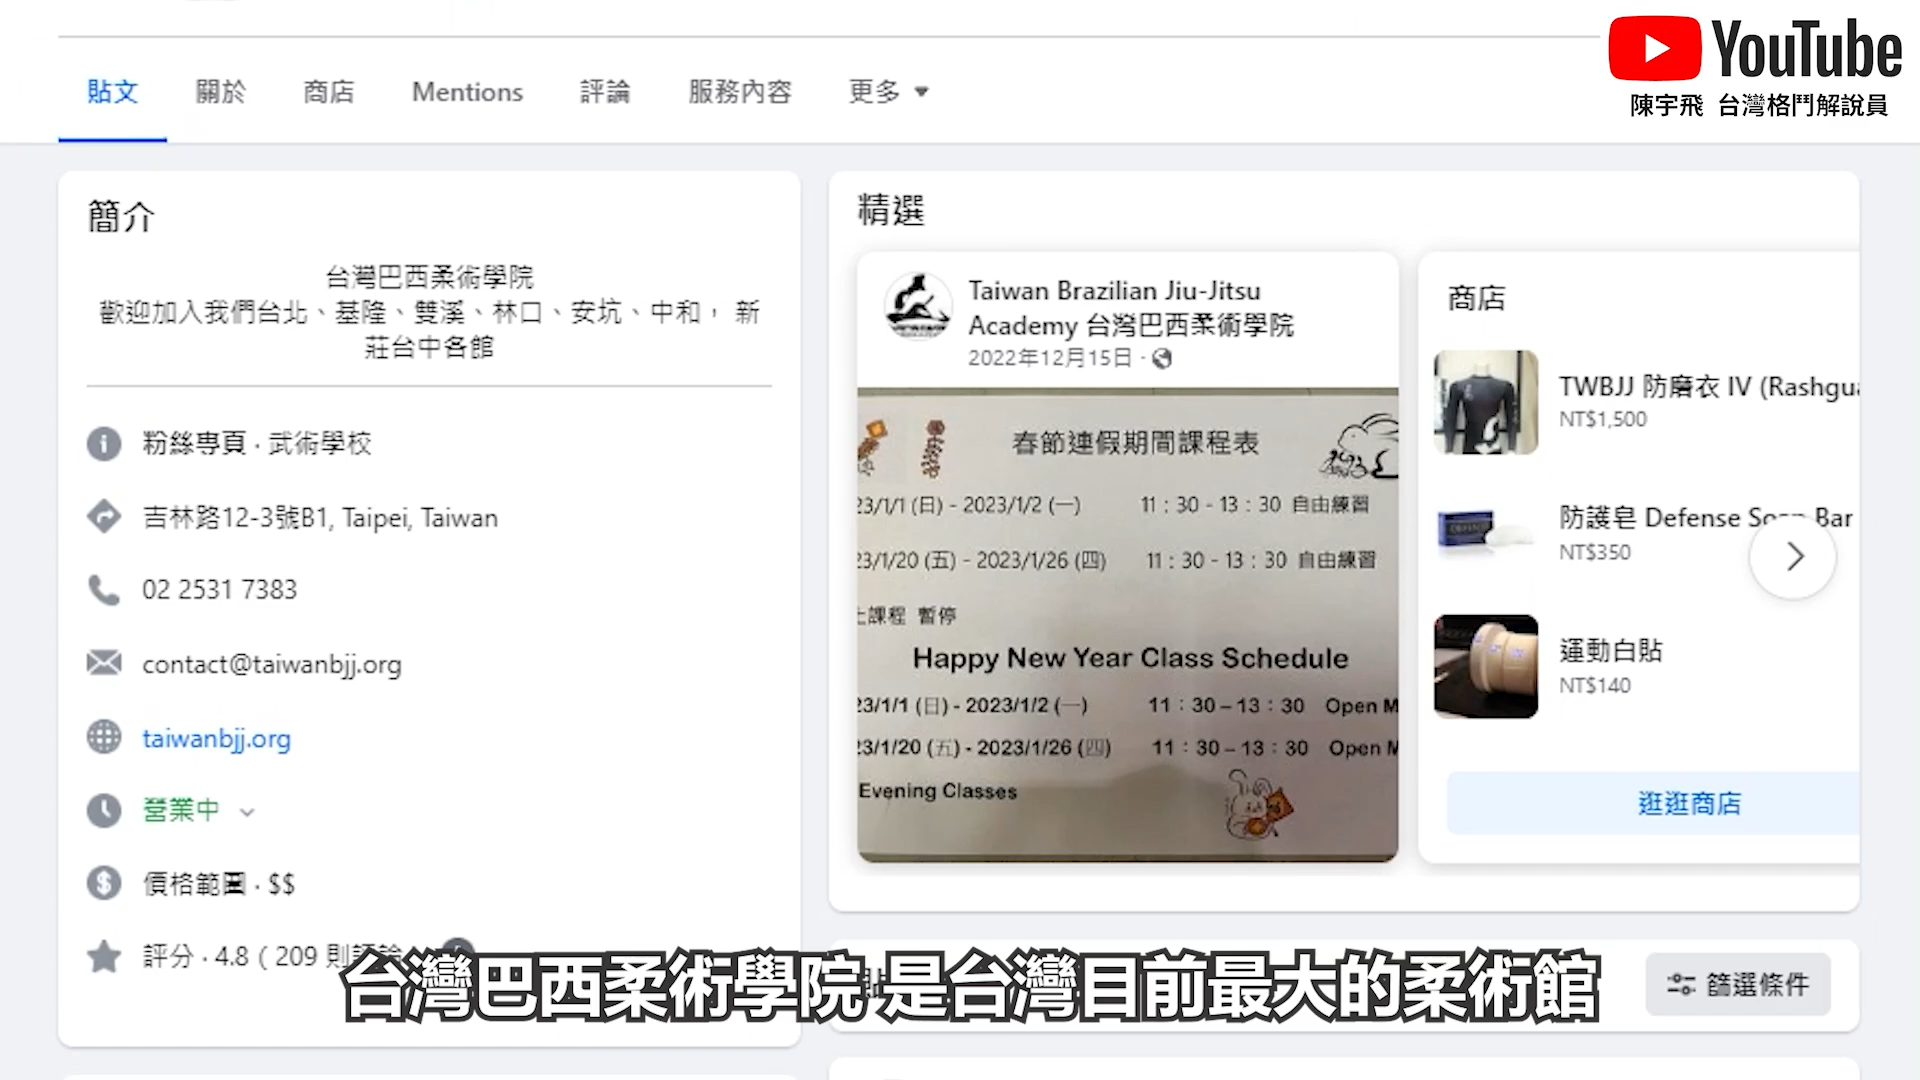 YouTube
陳宇飛 台灣格鬥解說員
貼文 關於 商店 Mentions 評論 服務內容 更多
簡介
台灣巴西柔術學院
歡迎加入我們台北、基隆、雙溪、林口、安坑、中和， 新
莊台中各館
粉絲專頁 · 武術學校
吉林路12-3號B1, Taipei, Taiwan
02 2531 7383
contact@taiwanbjj.org
taiwanbjj.org
營業中
價格範圍 · $$
評分 · 4.8 ( 209 則評論
精選
Taiwan Brazilian Jiu-Jitsu
Academy 台灣巴西柔術學院
2022年12月15日 ·
春節連假期間課程表
23/1/1 (日) - 2023/1/2 (一) 11 : 30 - 13 : 30 自由練習
23/1/20 (五) - 2023/1/26 (四) 11 : 30 - 13 : 30 自由練習
課程 暫停
Happy New Year Class Schedule
23/1/1 (日) - 2023/1/2 (一) 11 : 30 – 13 : 30 Open M
23/1/20 (五) - 2023/1/26 (四) 11 : 30 – 13 : 30 Open M
Evening Classes
商店
TWBJJ 防磨衣 IV (Rashgua
NT$1,500
防護皂 Defense Soap Bar
NT$350
運動白貼
NT$140
逛逛商店
篩選條件
台灣巴西柔術學院 是台灣目前最大的柔術館